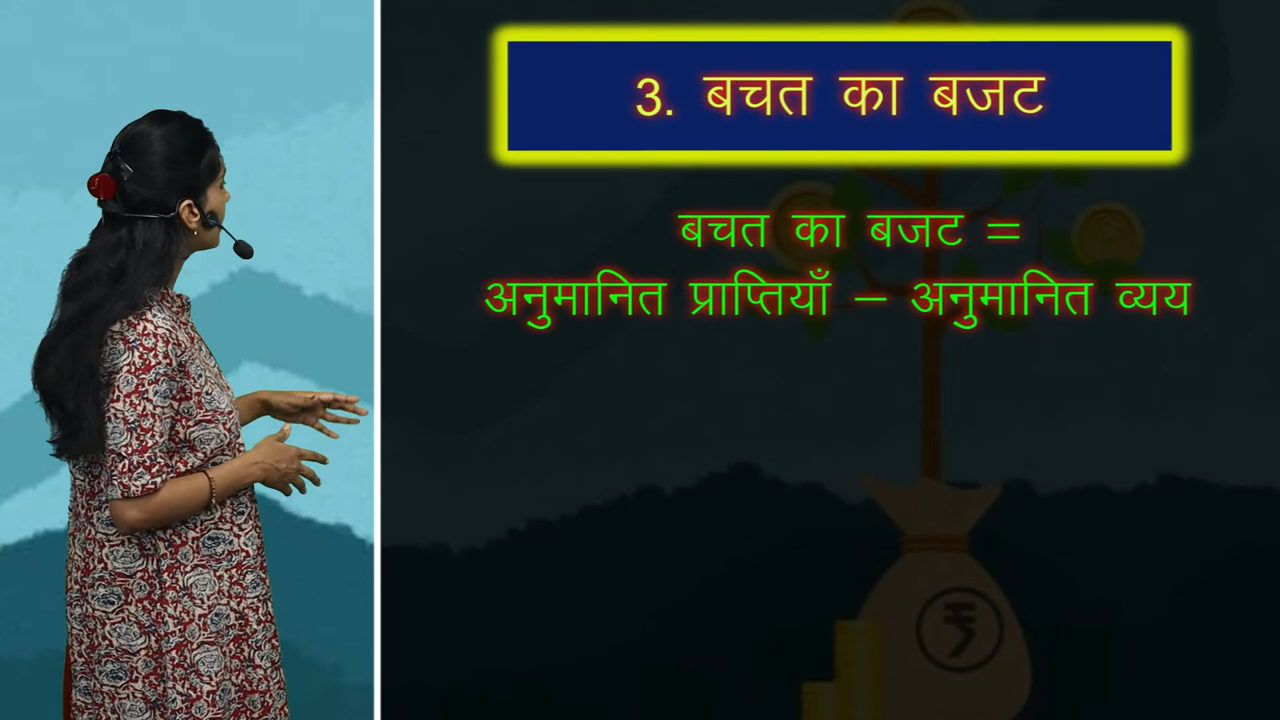 3. बचत का बजट
बचत का बजट =
अनुमानित प्राप्तियाँ – अनुमानित व्यय
₹